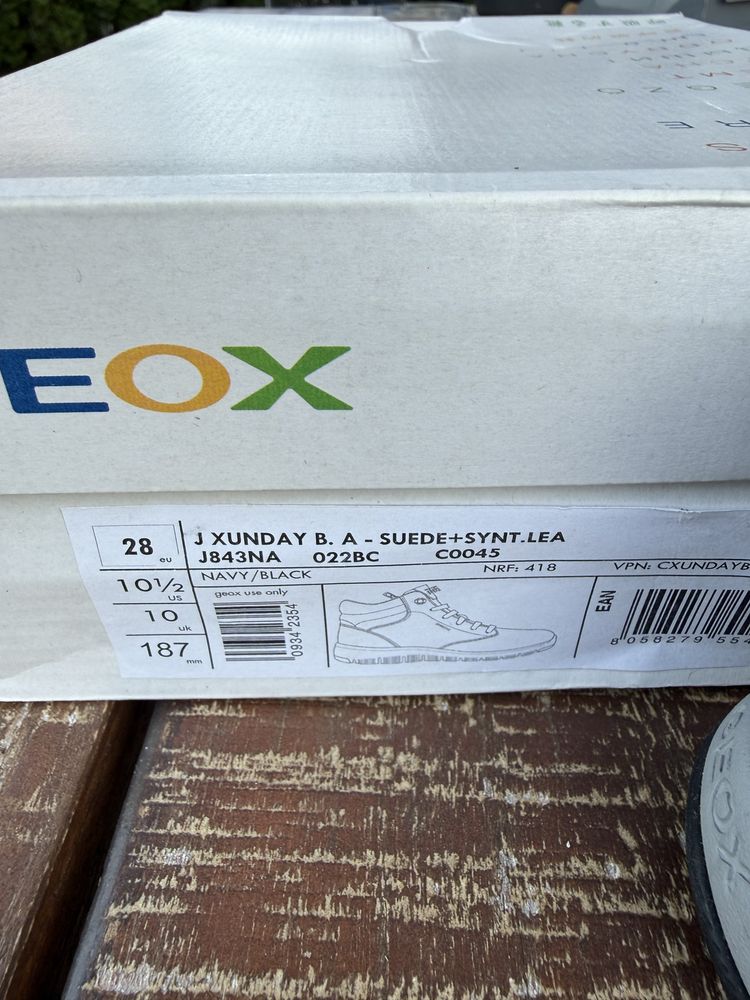 R E
EOX
28 eu
J XUNDAY B. A - SUEDE+SYNT.LEA
J843NA 022BC C0045
NAVY/BLACK NRF: 418 VPN: CXUNDAYB
10½ us
10 uk
187 mm
geox use only
0934 2354
EAN
8 058279 554